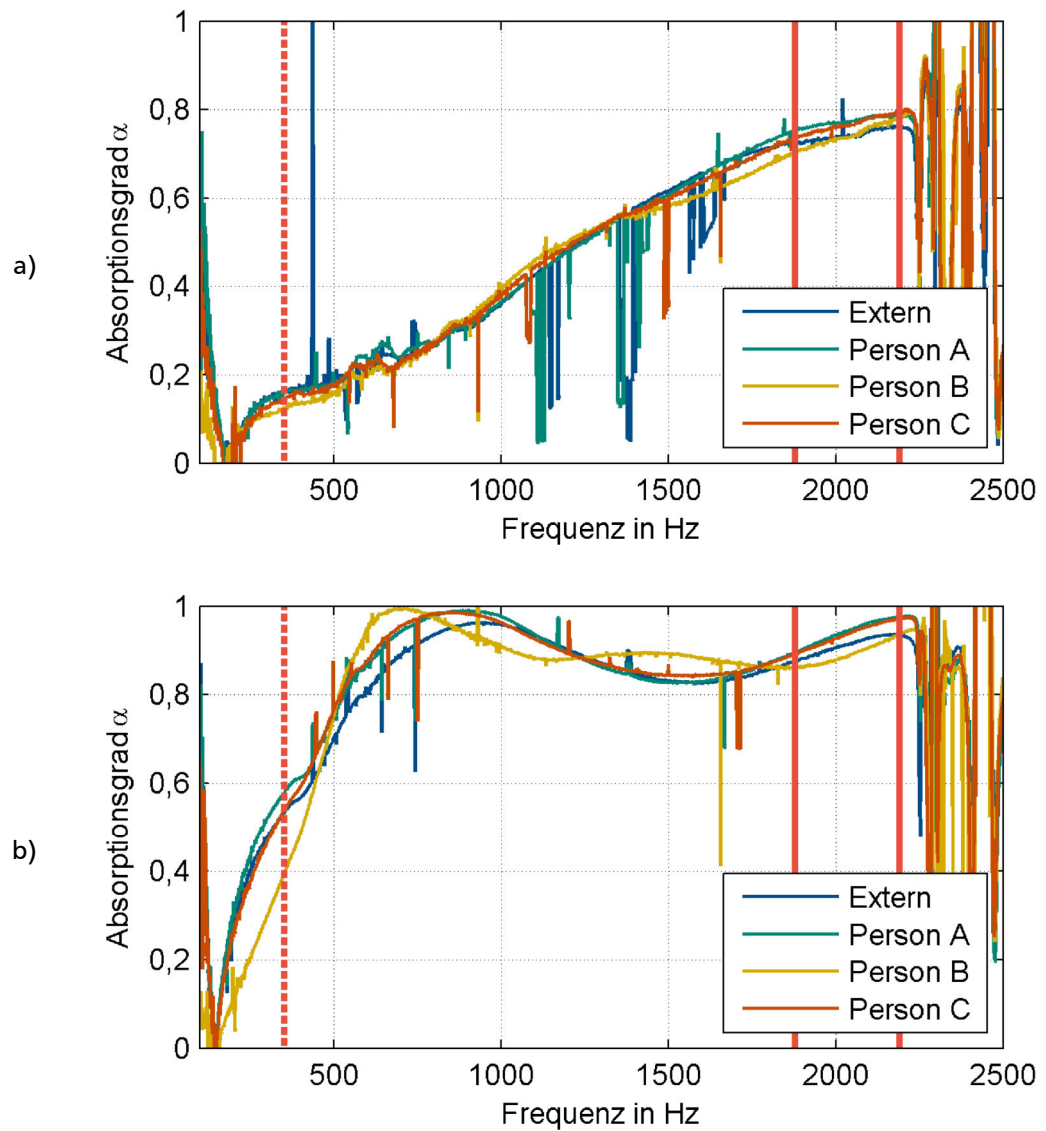 a)
Absorptionsgrad α
1
0,8
0,6
0,4
0,2
0
500
1000
1500
2000
2500
Frequenz in Hz
Extern
Person A
Person B
Person C
b)
Absorptionsgrad α
1
0,8
0,6
0,4
0,2
0
500
1000
1500
2000
2500
Frequenz in Hz
Extern
Person A
Person B
Person C